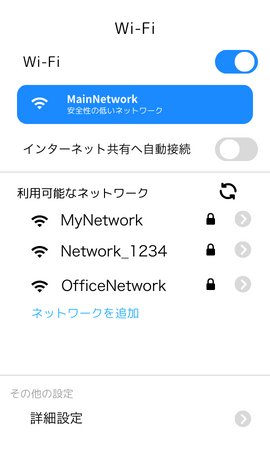 Wi-Fi
Wi-Fi
MainNetwork
安全性の低いネットワーク
インターネット共有へ自動接続
利用可能なネットワーク
MyNetwork
Network_1234
OfficeNetwork
ネットワークを追加
その他の設定
詳細設定